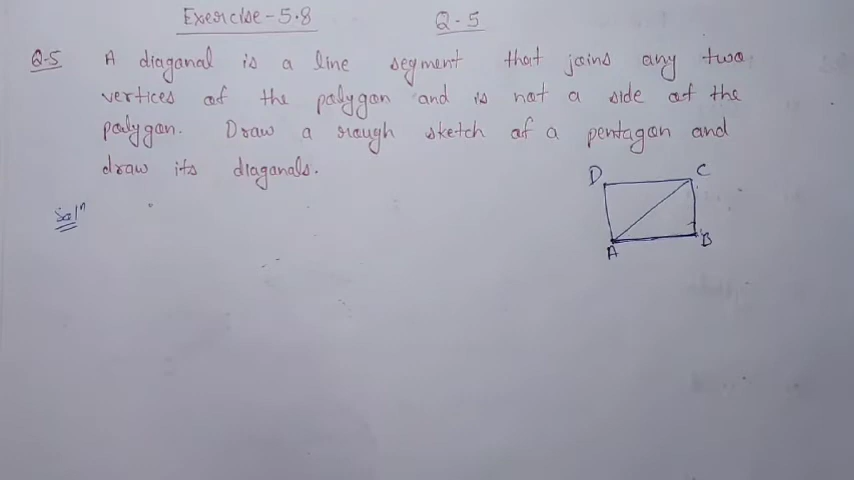 Exercise-5.8 Q-5
Q-5 A diagonal is a line segment that joins any two
vertices of the polygon and is not a side of the
polygon. Draw a rough sketch of a pentagon and
draw its diagonals.
D C
Solⁿ
A B